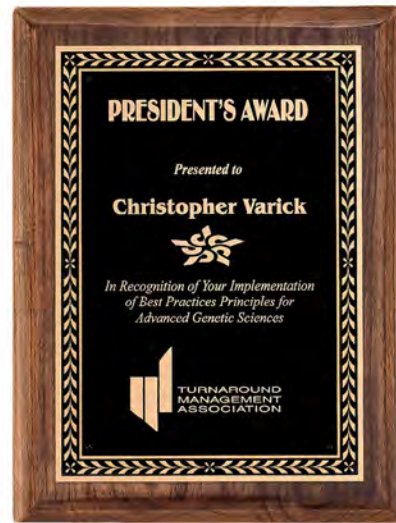 PRESIDENT'S AWARD
Presented to
Christopher Varick
In Recognition of Your Implementation
of Best Practices Principles for
Advanced Genetic Sciences
TURNAROUND
MANAGEMENT
ASSOCIATION